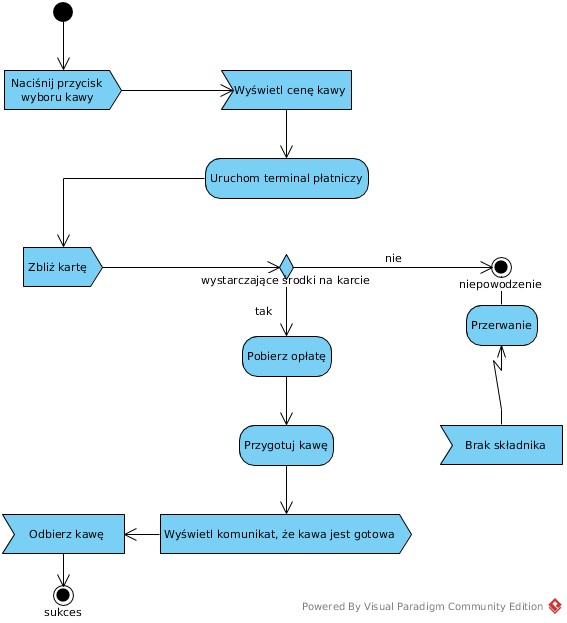 Naciśnij przycisk
wyboru kawy
Wyświetl cenę kawy
Uruchom terminal płatniczy
Zbliż kartę
wystarczające środki na karcie
nie
niepowodzenie
tak
Przerwanie
Pobierz opłatę
Przygotuj kawę
Brak składnika
Odbierz kawę
Wyświetl komunikat, że kawa jest gotowa
sukces
Powered By Visual Paradigm Community Edition